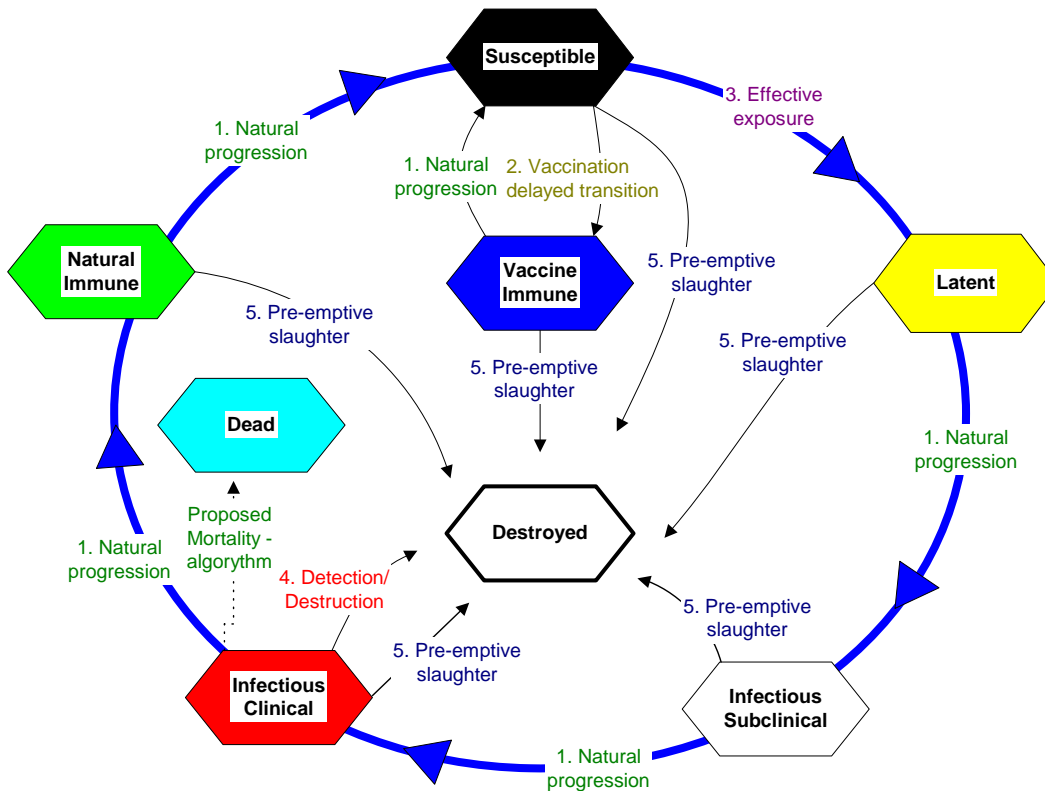 Susceptible
3. Effective
exposure
1. Natural
progression
1. Natural
progression
2. Vaccination
delayed transition
Natural
Immune
Vaccine
Immune
5. Pre-emptive
slaughter
Latent
5. Pre-emptive
slaughter
5. Pre-emptive
slaughter
5. Pre-emptive
slaughter
Dead
1. Natural
progression
Proposed
Mortality -
algorythm
Destroyed
1. Natural
progression
4. Detection/
Destruction
5. Pre-emptive
slaughter
5. Pre-emptive
slaughter
Infectious
Clinical
Infectious
Subclinical
1. Natural
progression